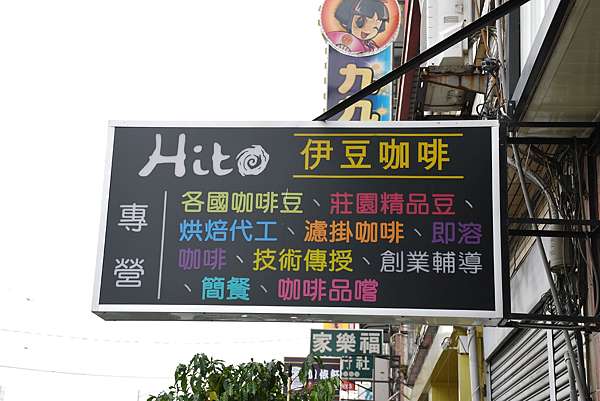 九九
Hito 伊豆咖啡
專營
各國咖啡豆、莊園精品豆、
烘焙代工、濾掛咖啡、即溶
咖啡、技術傳授、創業輔導
、簡餐、咖啡品嚐
家樂福